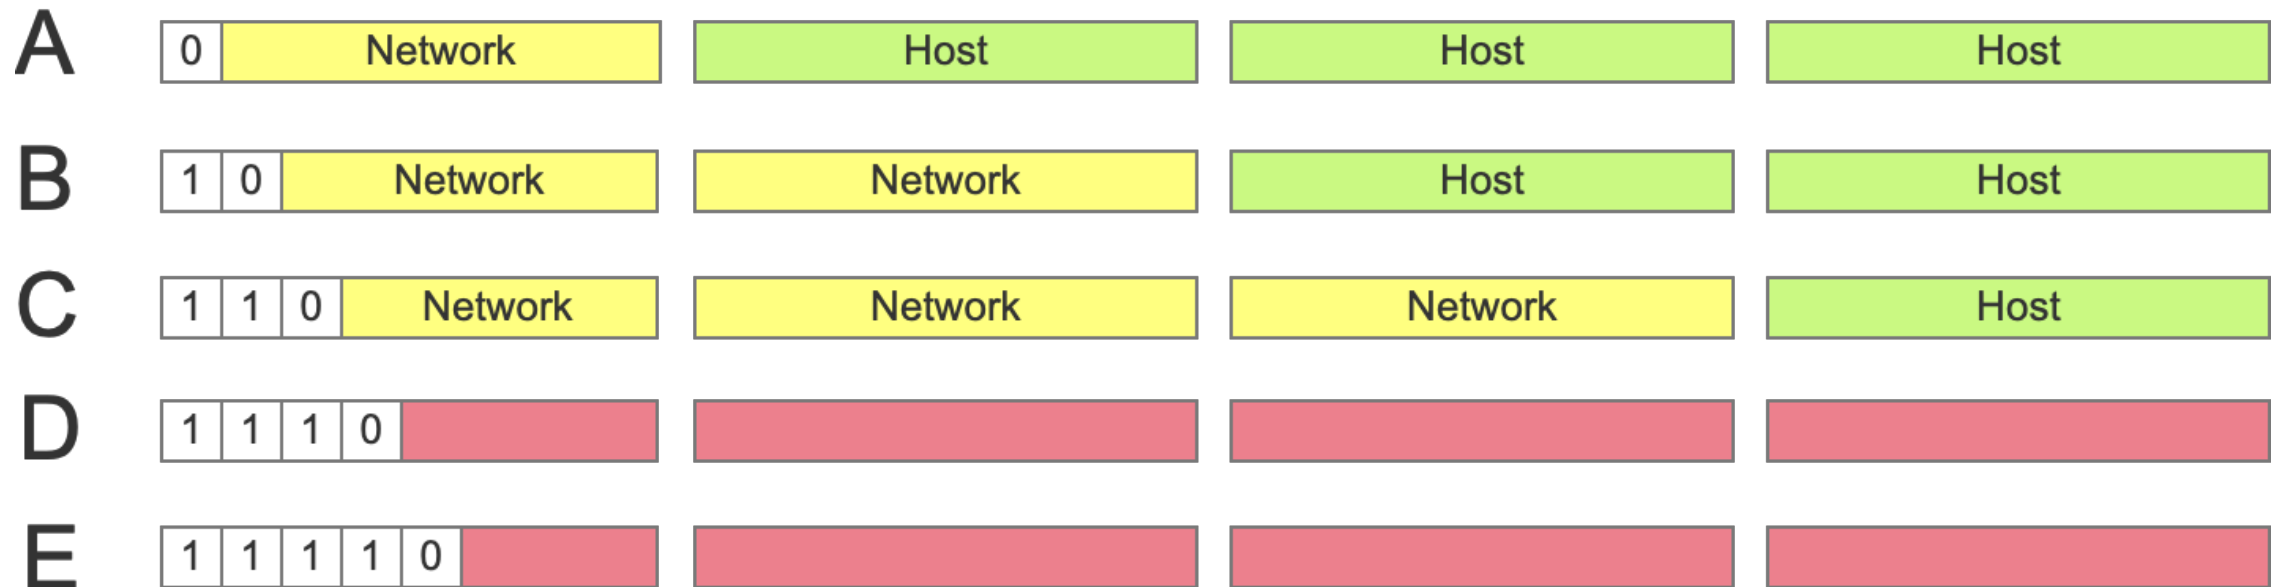 A 0 Network Host Host Host
B 1 0 Network Network Host Host
C 1 1 0 Network Network Network Host
D 1 1 1 0
E 1 1 1 1 0